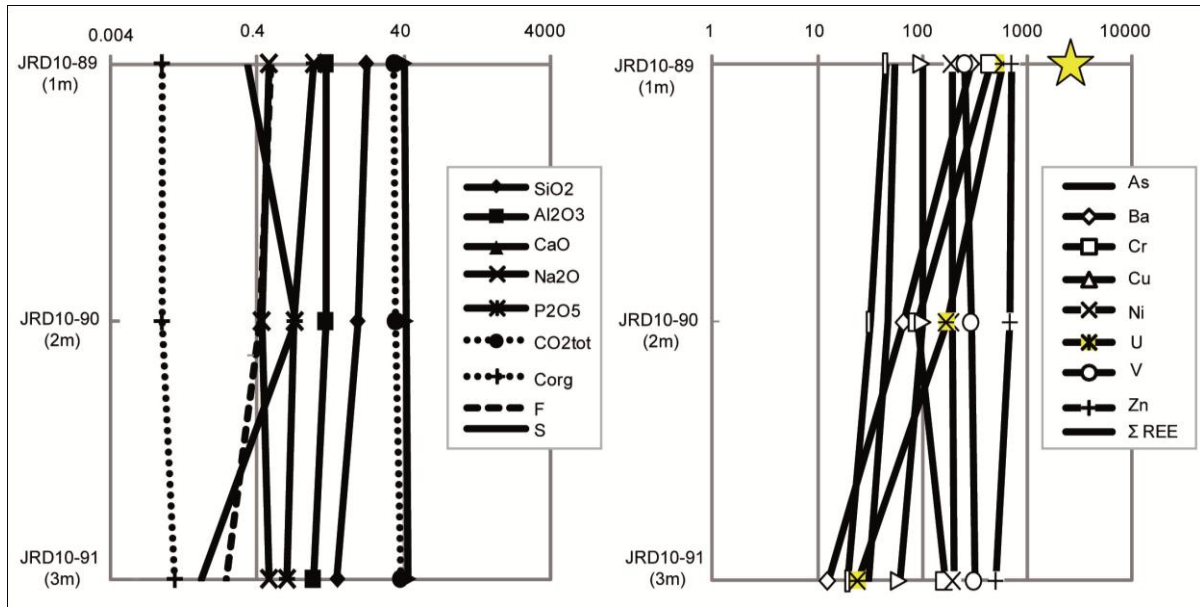 0.004 0.4 40 4000
JRD10-89
(1m)
JRD10-90
(2m)
JRD10-91
(3m)
SiO2
Al2O3
CaO
Na2O
P2O5
CO2tot
Corg
F
S
1 10 100 1000 10000
JRD10-89
(1m)
JRD10-90
(2m)
JRD10-91
(3m)
As
Ba
Cr
Cu
Ni
U
V
Zn
Σ REE